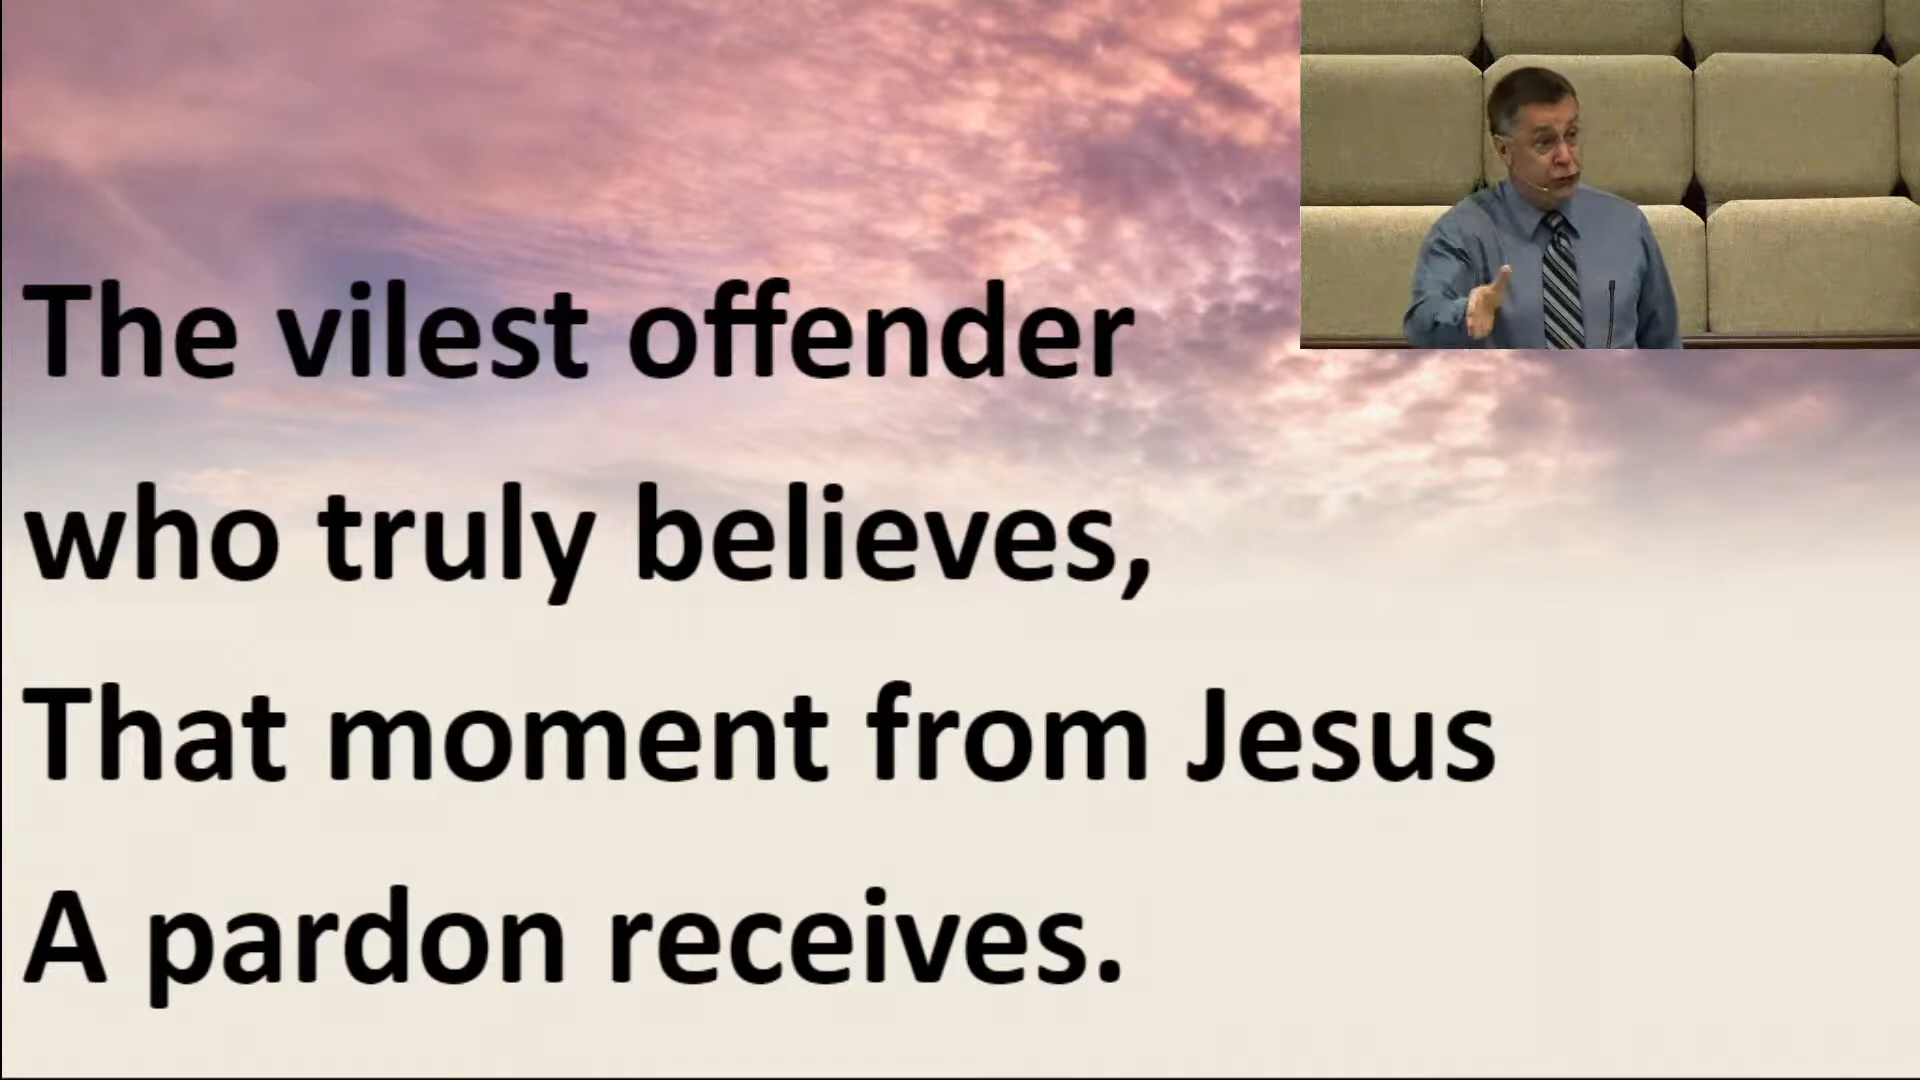 The vilest offender
who truly believes,
That moment from Jesus
A pardon receives.